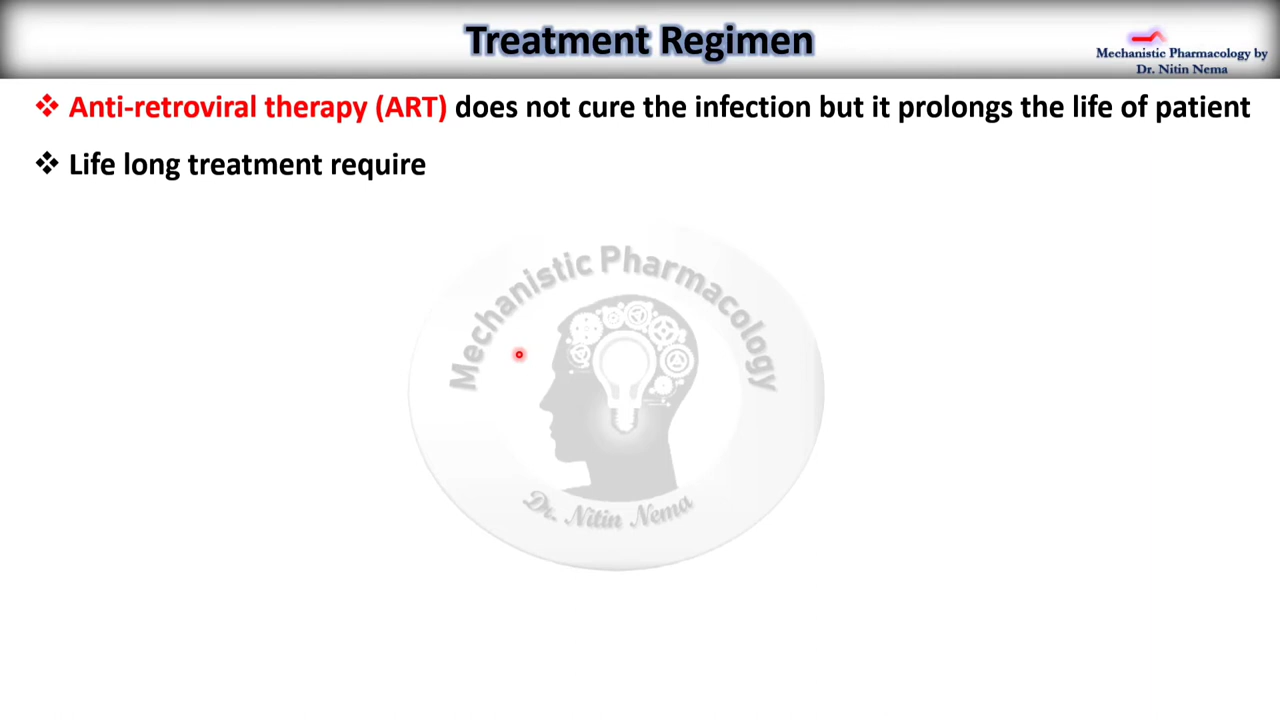 Treatment Regimen
Mechanistic Pharmacology by
Dr. Nitin Nema
❖ Anti-retroviral therapy (ART) does not cure the infection but it prolongs the life of patient
❖ Life long treatment require
Mechanistic Pharmacology
Dr. Nitin Nema